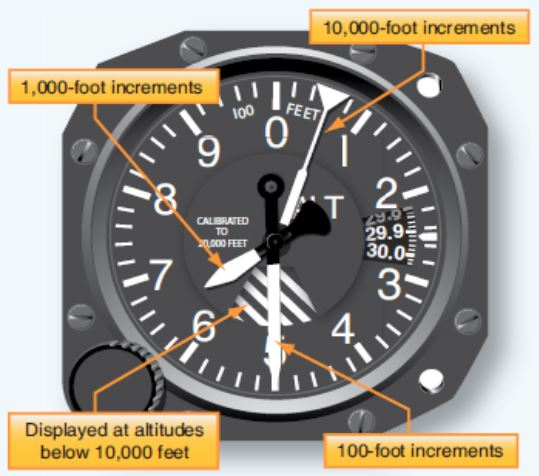 10,000-foot increments
1,000-foot increments
100 FEET
0
9
1
8
2
ALT
CALIBRATED
TO
20,000 FEET
29.9
29.9
30.0
7
3
6
4
5
Displayed at altitudes
below 10,000 feet
100-foot increments